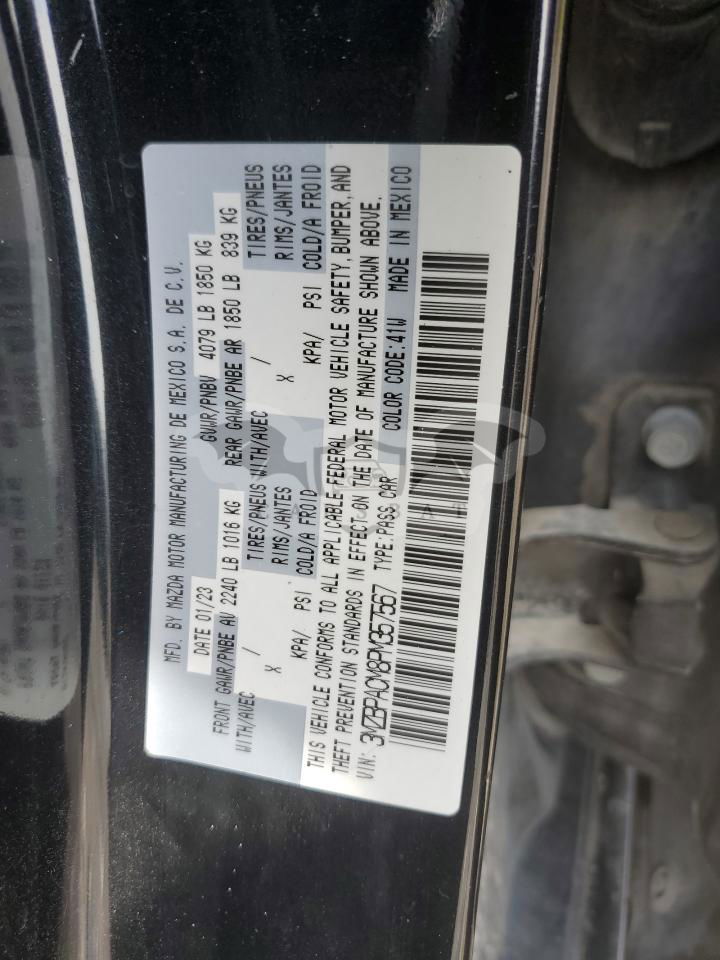 MFD. BY MAZDA MOTOR MANUFACTURING DE MEXICO S.A. DE C.V.
DATE 01/23 GVWR/PNBV 4079 LB 1850 KG
FRONT GAWR/PNBE AV 2240 LB 1016 KG REAR GAWR/PNBE AR 1850 LB 839 KG
WITH/AVEC / TIRES/PNEUS WITH/AVEC / TIRES/PNEUS
X RIMS/JANTES X RIMS/JANTES
KPA/ PSI COLD/A FROID KPA/ PSI COLD/A FROID
THIS VEHICLE CONFORMS TO ALL APPLICABLE FEDERAL MOTOR VEHICLE SAFETY, BUMPER, AND
THEFT PREVENTION STANDARDS IN EFFECT ON THE DATE OF MANUFACTURE SHOWN ABOVE.
VIN: 3MZBPACM8PM357567 TYPE:PASS CAR COLOR CODE:41W MADE IN MEXICO